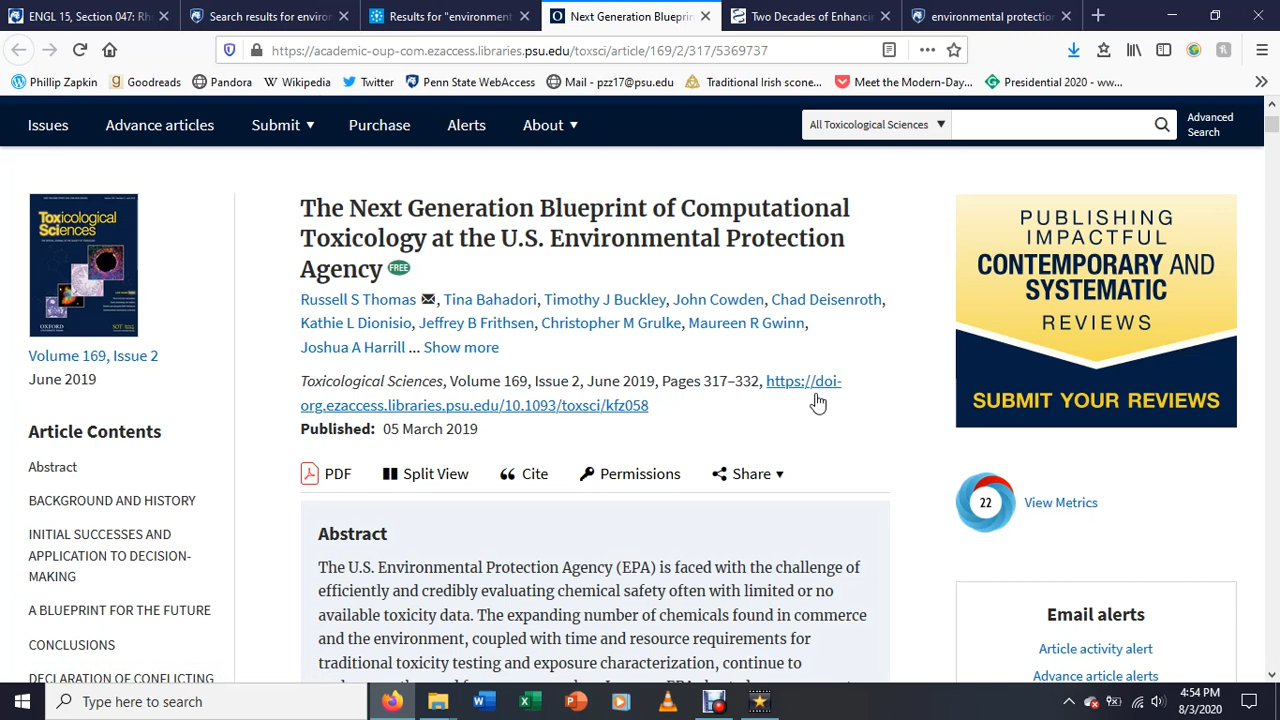 ENGL 15, Section 047: Rh
Search results for environ
Results for "environment
Next Generation Blueprin
Two Decades of Enhancin
environmental protectio
https://academic-oup-com.ezaccess.libraries.psu.edu/toxsci/article/169/2/317/5369737
Phillip Zapkin
Goodreads
Pandora
Wikipedia
Twitter
Penn State WebAccess
Mail - pzz17@psu.edu
Traditional Irish scone...
Meet the Modern-Day...
Presidential 2020 - ww...
Issues
Advance articles
Submit
Purchase
Alerts
About
All Toxicological Sciences
Advanced
Search
Toxicological
Sciences
OXFORD
SOT
Volume 169, Issue 2
June 2019
Article Contents
Abstract
BACKGROUND AND HISTORY
INITIAL SUCCESSES AND
APPLICATION TO DECISION-
MAKING
A BLUEPRINT FOR THE FUTURE
CONCLUSIONS
DECLARATION OF CONFLICTING
The Next Generation Blueprint of Computational
Toxicology at the U.S. Environmental Protection
Agency FREE
Russell S Thomas, Tina Bahadori, Timothy J Buckley, John Cowden, Chad Deisenroth,
Kathie L Dionisio, Jeffrey B Frithsen, Christopher M Grulke, Maureen R Gwinn,
Joshua A Harrill ... Show more
Toxicological Sciences, Volume 169, Issue 2, June 2019, Pages 317–332, https://doi-
org.ezaccess.libraries.psu.edu/10.1093/toxsci/kfz058
Published: 05 March 2019
PDF
Split View
Cite
Permissions
Share
Abstract
The U.S. Environmental Protection Agency (EPA) is faced with the challenge of
efficiently and credibly evaluating chemical safety often with limited or no
available toxicity data. The expanding number of chemicals found in commerce
and the environment, coupled with time and resource requirements for
traditional toxicity testing and exposure characterization, continue to
PUBLISHING
IMPACTFUL
CONTEMPORARY AND
SYSTEMATIC
REVIEWS
SUBMIT YOUR REVIEWS
22
View Metrics
Email alerts
Article activity alert
Advance article alerts
Type here to search
4:54 PM
8/3/2020